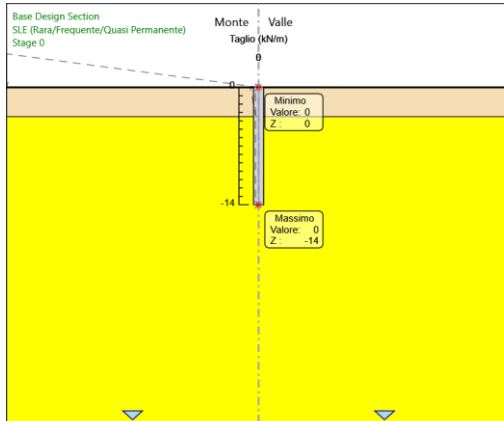 Base Design Section
SLE (Rara/Frequente/Quasi Permanente)
Stage 0
Monte Valle
Taglio (kN/m)
0
0
Minimo
Valore: 0
Z : 0
-14
Massimo
Valore: 0
Z : -14